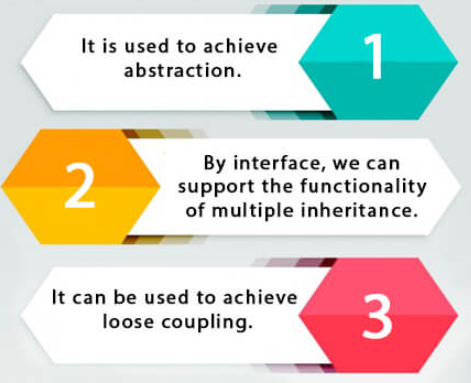 It is used to achieve
abstraction.
1
2
By interface, we can
support the functionality
of multiple inheritance.
It can be used to achieve
loose coupling.
3